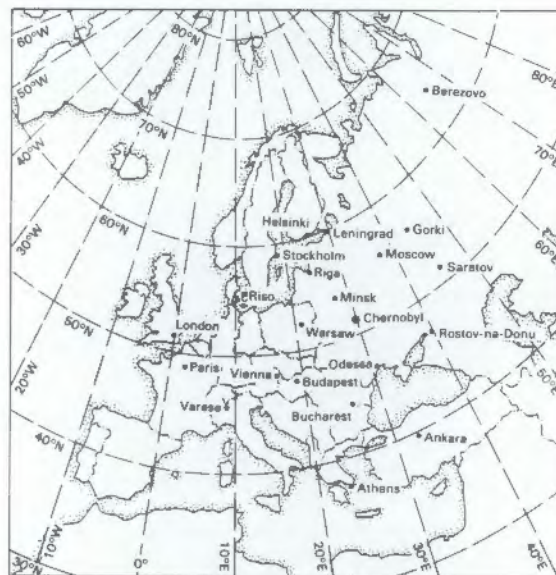 60°W
50°W
40°W
30°W
20°W
80°N
70°N
60°N
50°N
40°N
30°N
80°E
70°E
50°E
Berezovo
Helsinki
Leningrad
Gorki
Stockholm
Moscow
Riga
Saratov
Riso
Minsk
Chernobyl
London
Warsaw
Rostov-na-Donu
Paris
Vienna
Odessa
Budapest
Varese
Bucharest
Ankara
Athens
10°W
0°
10°E
20°E
30°E
40°E